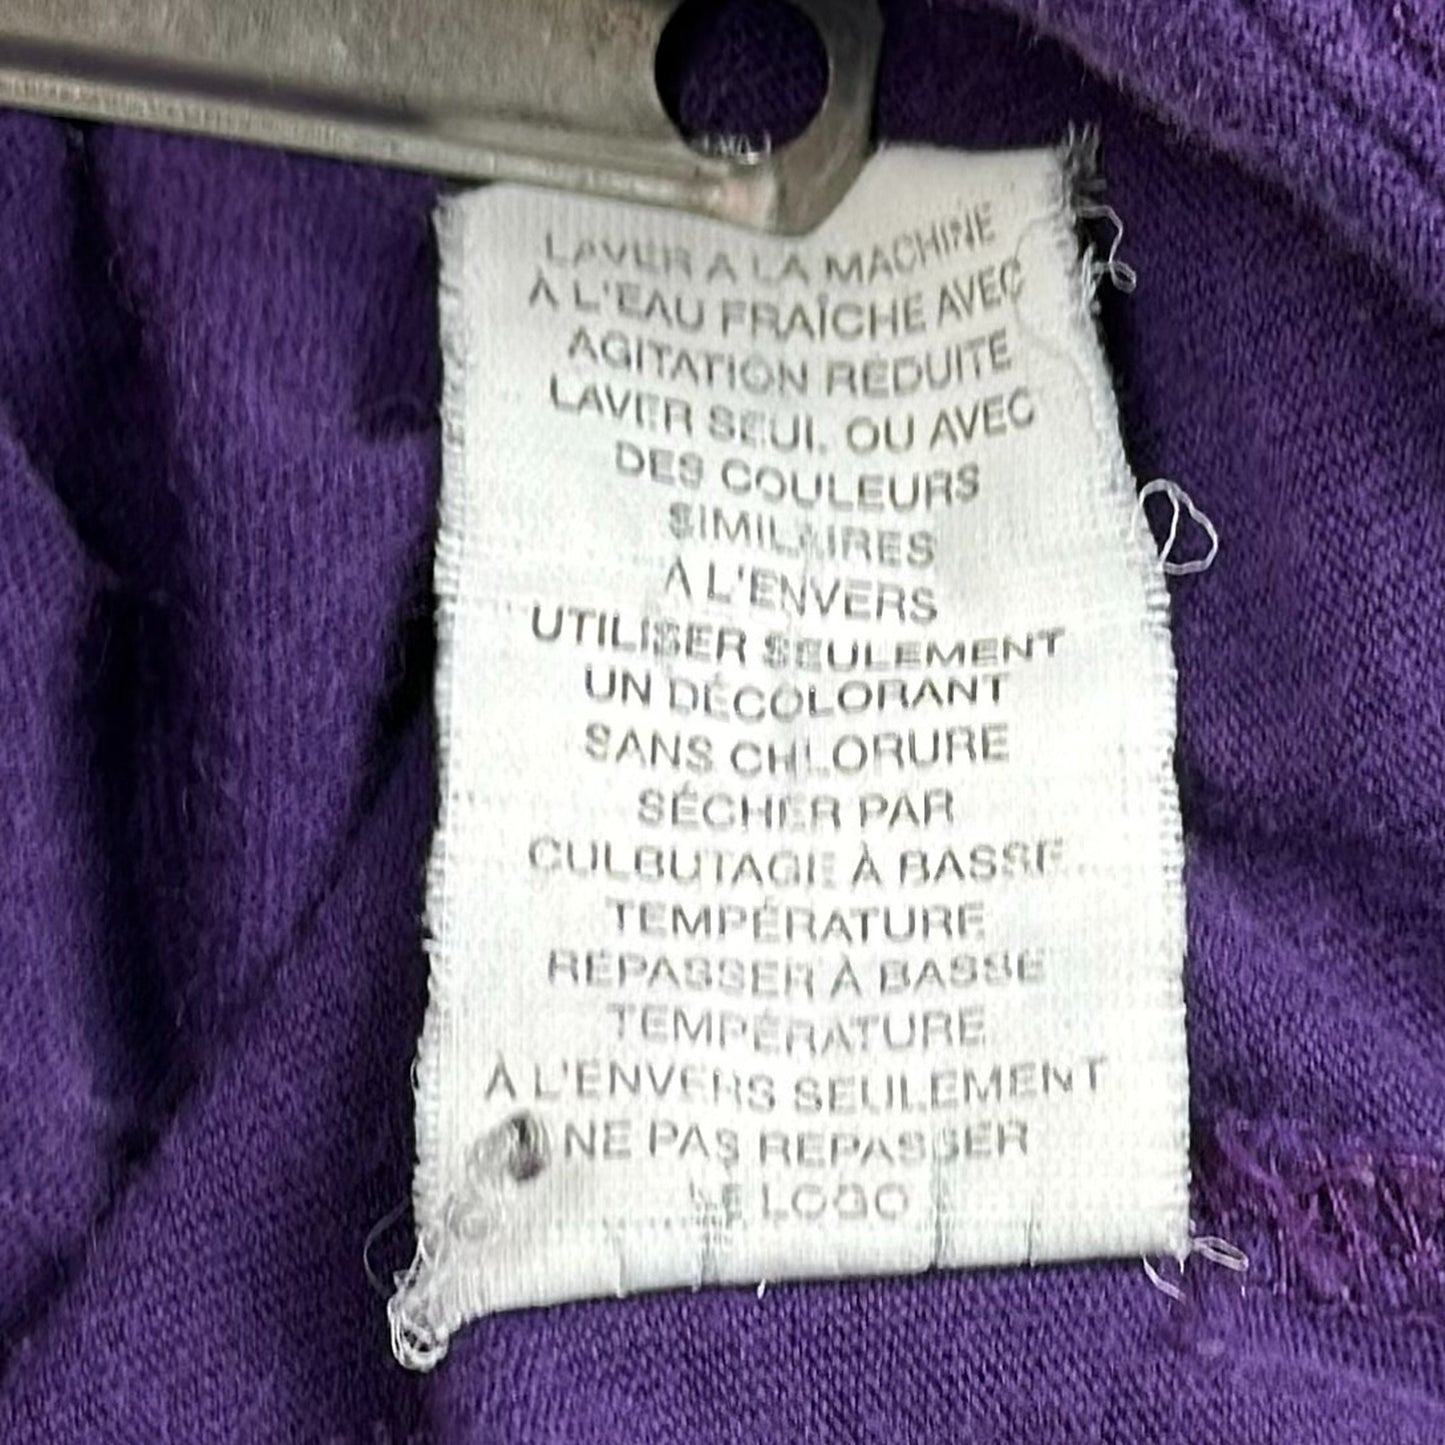 LAVER A LA MACHINE
À L'EAU FRAÎCHE AVEC
AGITATION RÉDUITE
LAVER SEUL OU AVEC
DES COULEURS
SIMILAIRES
À L'ENVERS
UTILISER SEULEMENT
UN DÉCOLORANT
SANS CHLORURE
SÉCHER PAR
CULBUTAGE À BASSE
TEMPÉRATURE
REPASSER À BASSE
TEMPÉRATURE
À L'ENVERS SEULEMENT
NE PAS REPASSER
LE LOGO